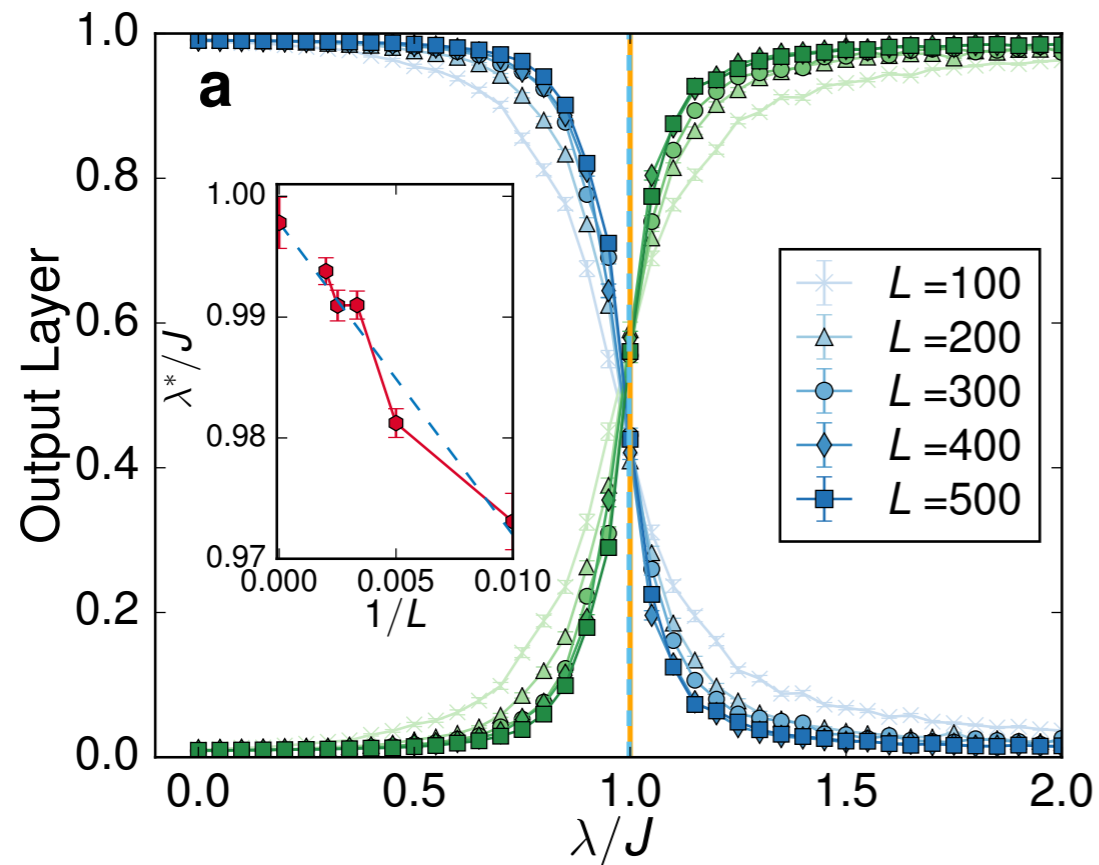 a
Output Layer
1.0
0.8
0.6
0.4
0.2
0.0
0.0 0.5 1.0 1.5 2.0
λ/J
λ*/J
1.00
0.99
0.98
0.97
0.000 0.005 0.010
1/L
L =100
L =200
L =300
L =400
L =500